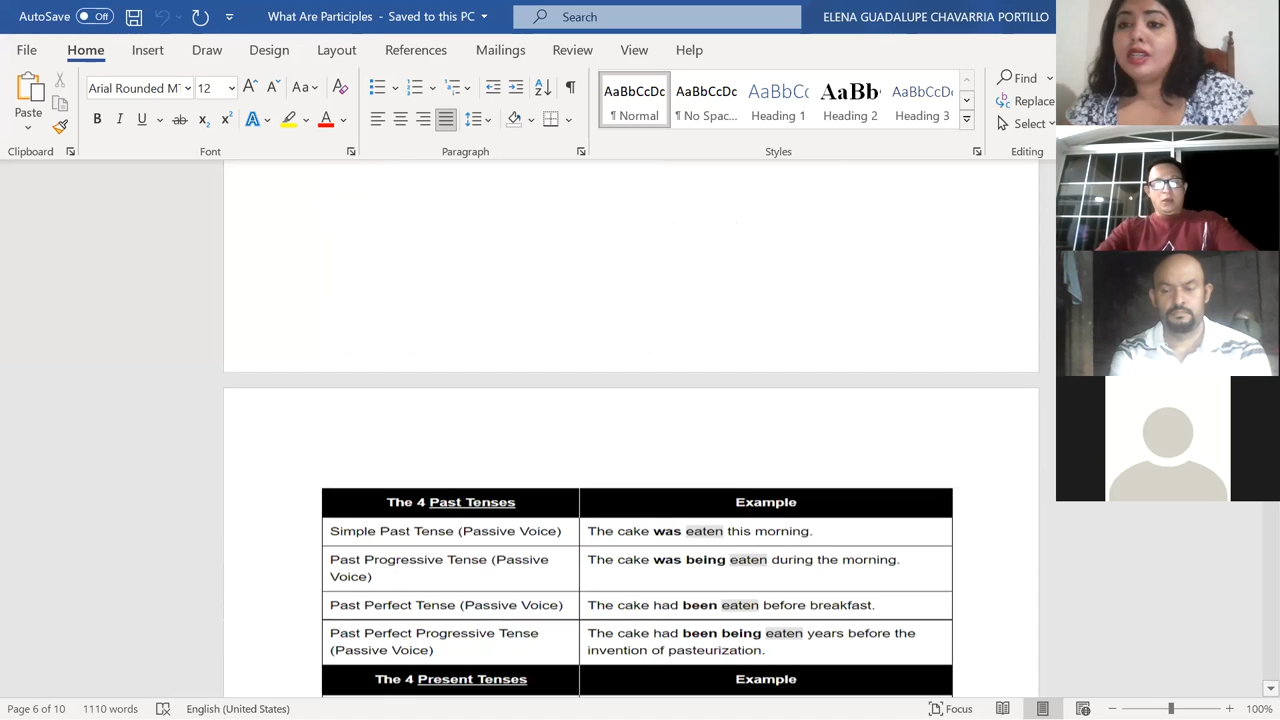 AutoSave Off What Are Participles - Saved to this PC Search ELENA GUADALUPE CHAVARRIA PORTILLO
File Home Insert Draw Design Layout References Mailings Review View Help
Paste
Arial Rounded MT 12 A A Aa A
B I U ab x₂ x² A A
AaBbCcDc AaBbCcDc AaBbCc AaBb AaBbCcDc
¶ Normal ¶ No Spac... Heading 1 Heading 2 Heading 3
Find
Replace
Select
Clipboard Font Paragraph Styles Editing
The 4 Past Tenses Example
Simple Past Tense (Passive Voice) The cake was eaten this morning.
Past Progressive Tense (Passive The cake was being eaten during the morning.
Voice)
Past Perfect Tense (Passive Voice) The cake had been eaten before breakfast.
Past Perfect Progressive Tense The cake had been being eaten years before the
(Passive Voice) invention of pasteurization.
The 4 Present Tenses Example
Page 6 of 10 1110 words English (United States) Focus 100%